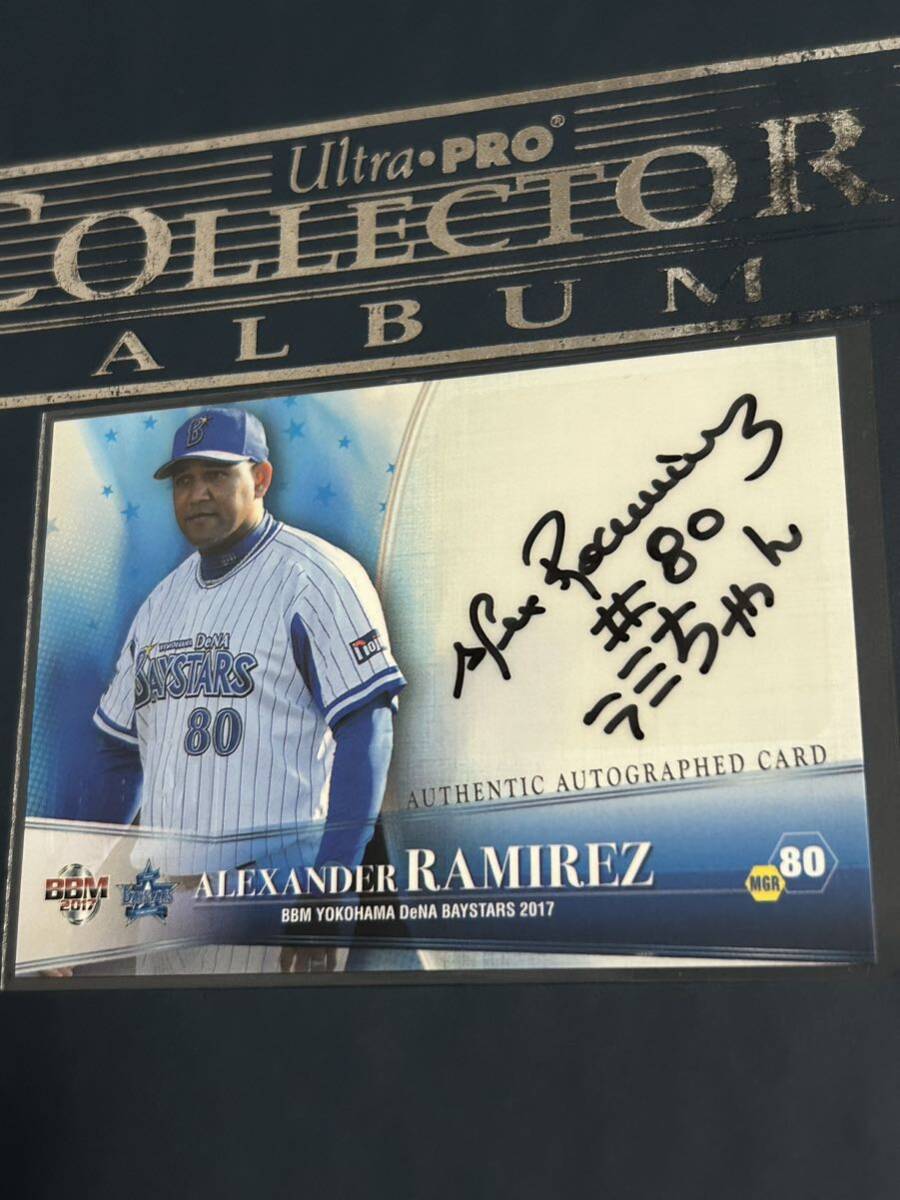 Ultra•PRO®
COLLECTOR
ALBUM
B
Alex Ramirez
#80
ラミちゃん
YOKOHAMA DeNA
BAYSTARS
80
AUTHENTIC AUTOGRAPHED CARD
ALEXANDER RAMIREZ
MGR 80
BBM
2017
BBM YOKOHAMA DeNA BAYSTARS 2017